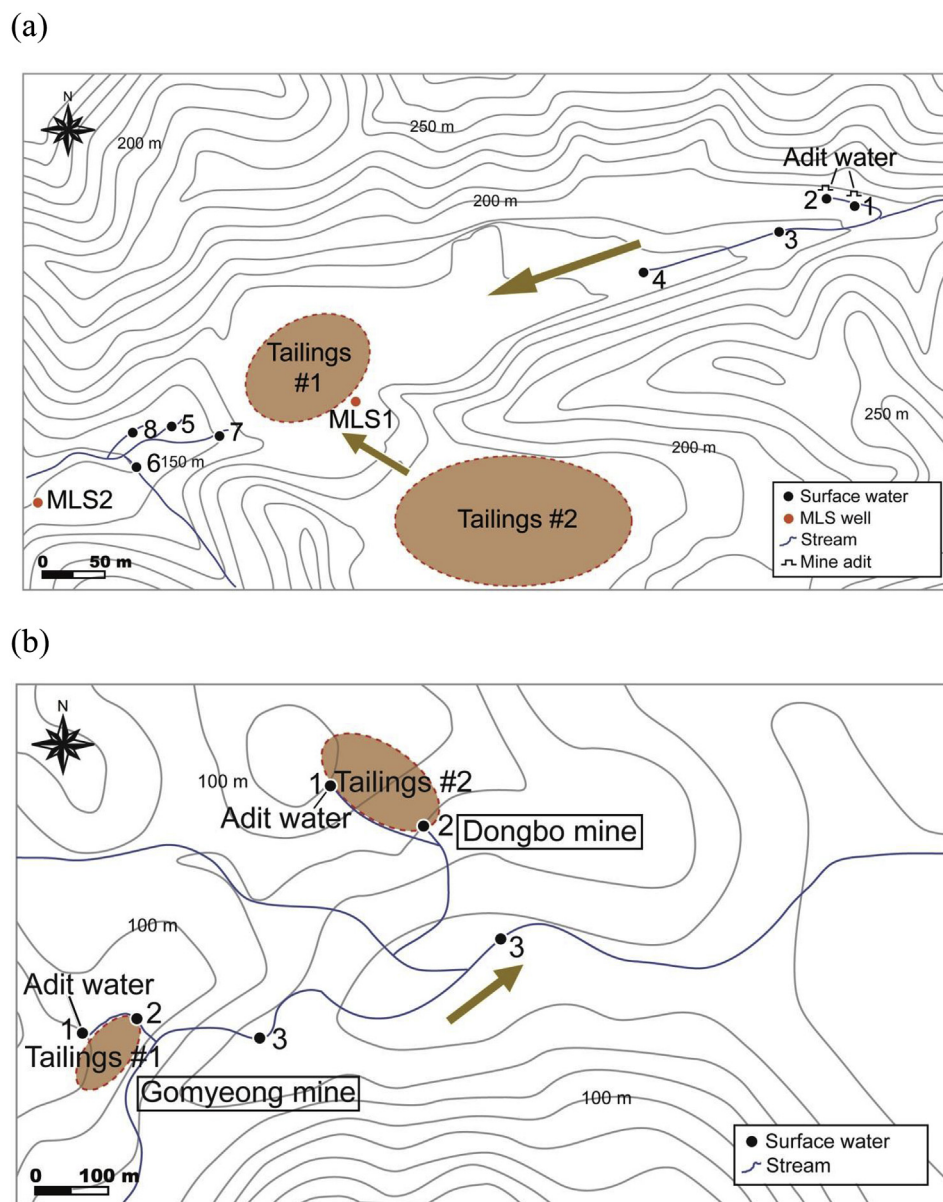 (a)
N
200 m
250 m
Adit water
2
1
200 m
3
4
Tailings
#1
MLS1
250 m
8
5
7
6
150 m
200 m
MLS2
Tailings #2
0 50 m
Surface water
MLS well
Stream
Mine adit
(b)
N
100 m
1
Tailings #2
Adit water
2
Dongbo mine
100 m
3
Adit water
1
2
3
Tailings #1
Gomyeong mine
100 m
0 100 m
Surface water
Stream